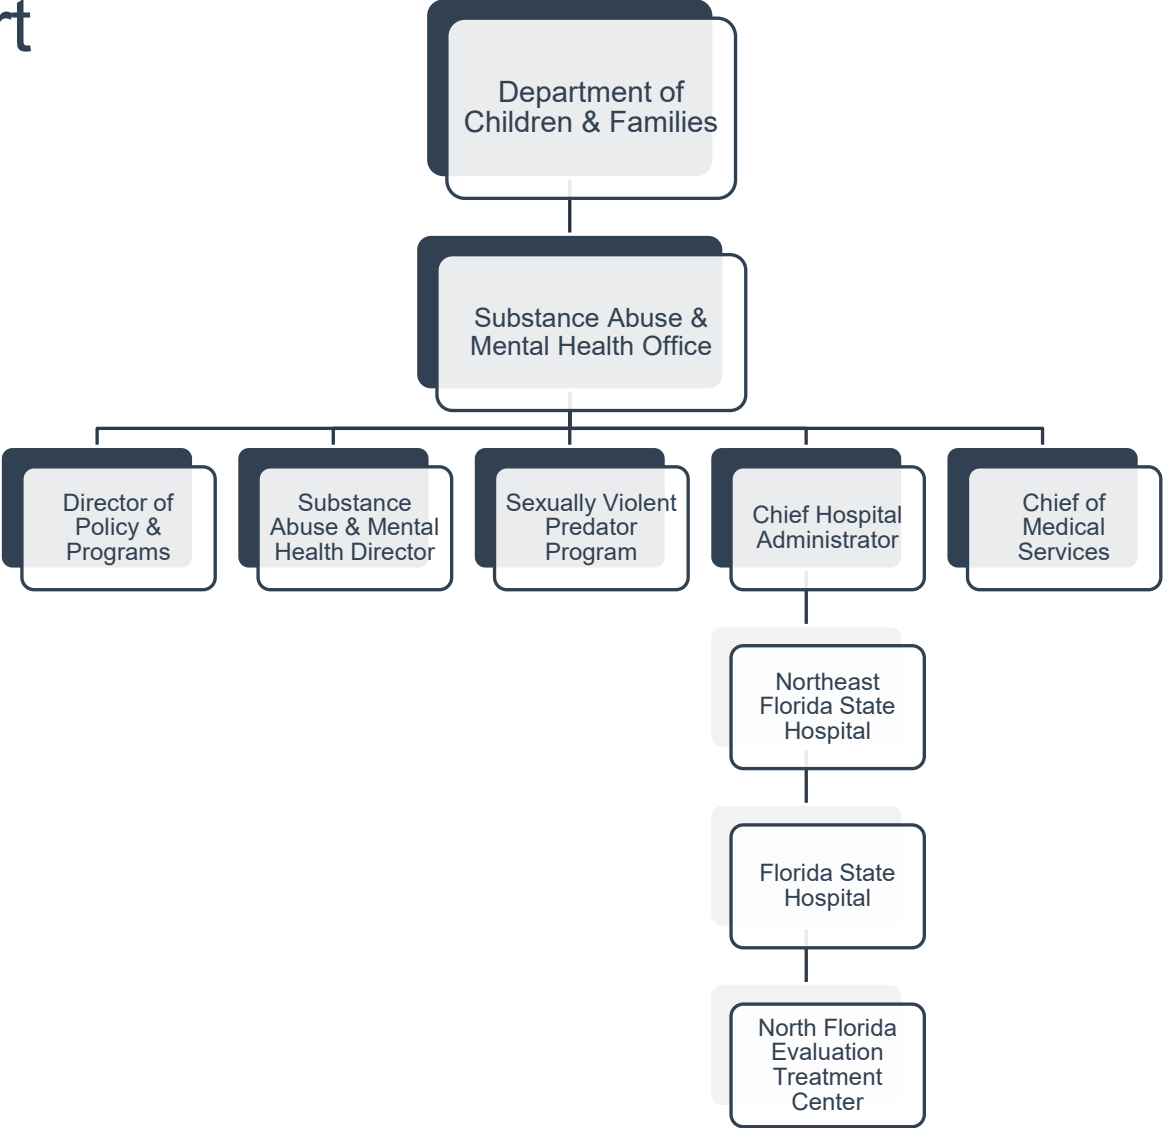 rt
Department of
Children & Families
Substance Abuse &
Mental Health Office
Director of
Policy &
Programs
Substance
Abuse & Mental
Health Director
Sexually Violent
Predator
Program
Chief Hospital
Administrator
Chief of
Medical
Services
Northeast
Florida State
Hospital
Florida State
Hospital
North Florida
Evaluation
Treatment
Center